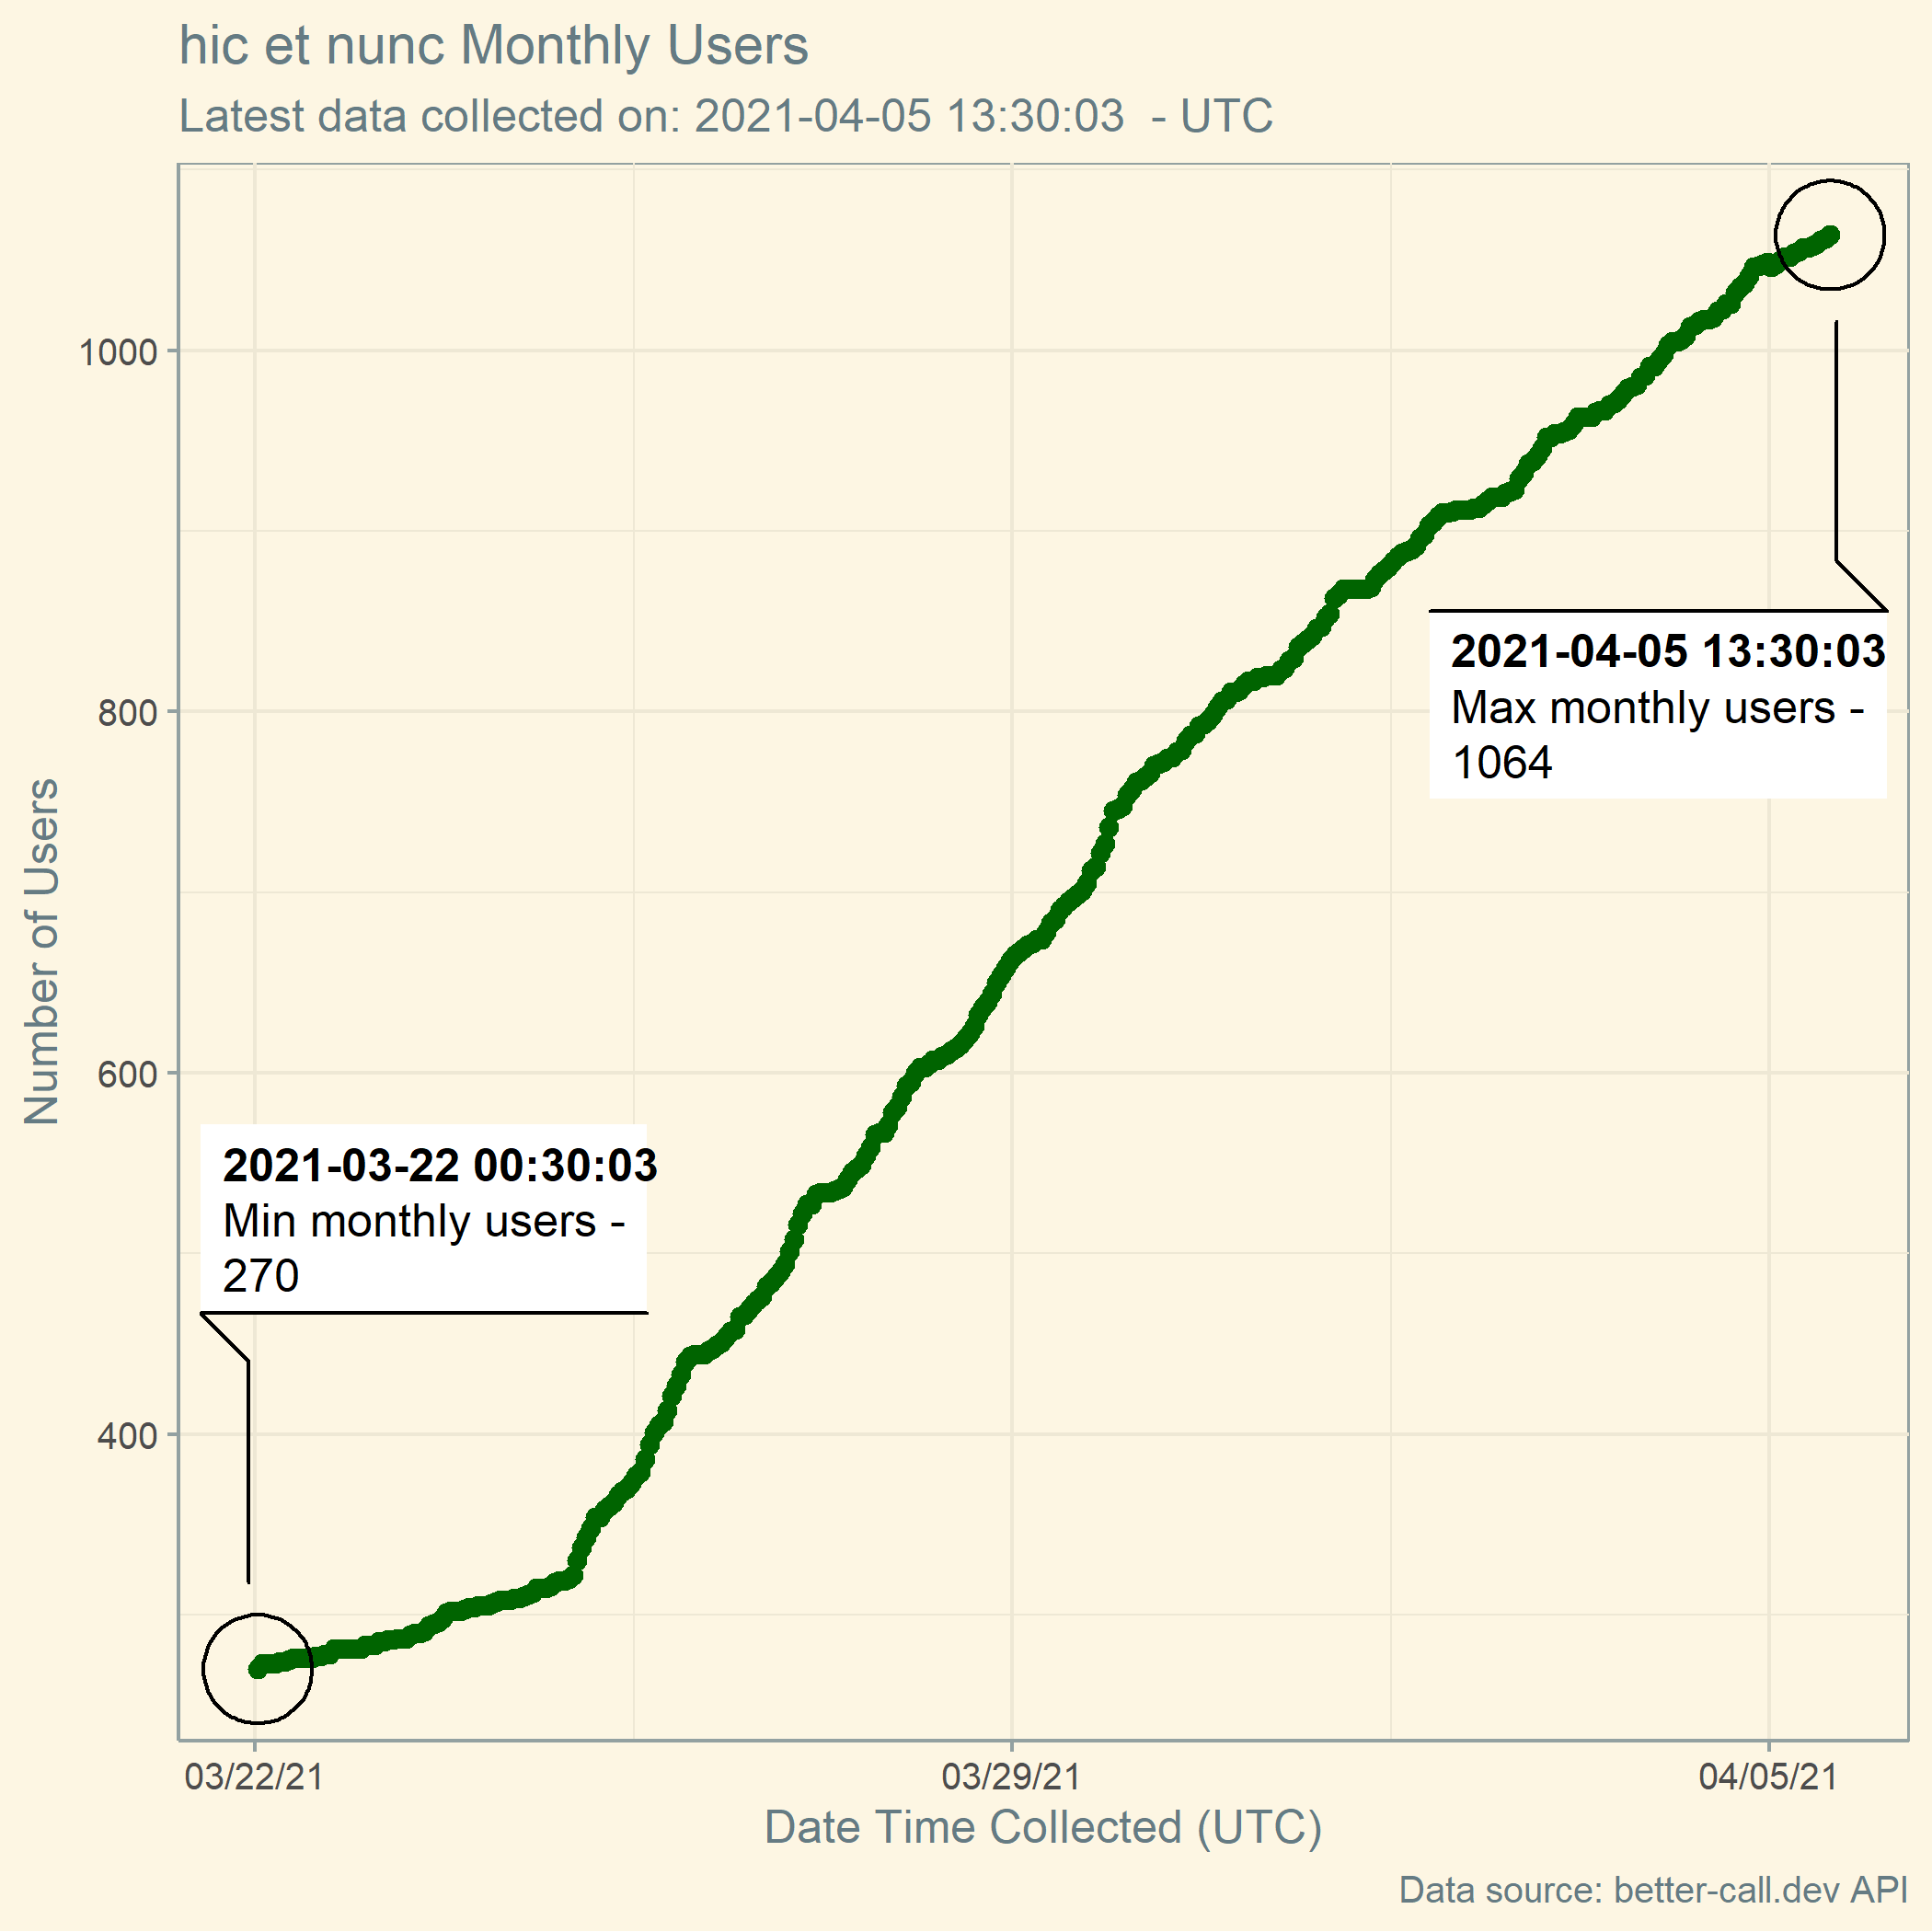 hic et nunc Monthly Users
Latest data collected on: 2021-04-05 13:30:03  - UTC
Number of Users
1000
800
600
400
2021-04-05 13:30:03
Max monthly users -
1064
2021-03-22 00:30:03
Min monthly users -
270
03/22/21
03/29/21
04/05/21
Date Time Collected (UTC)
Data source: better-call.dev API